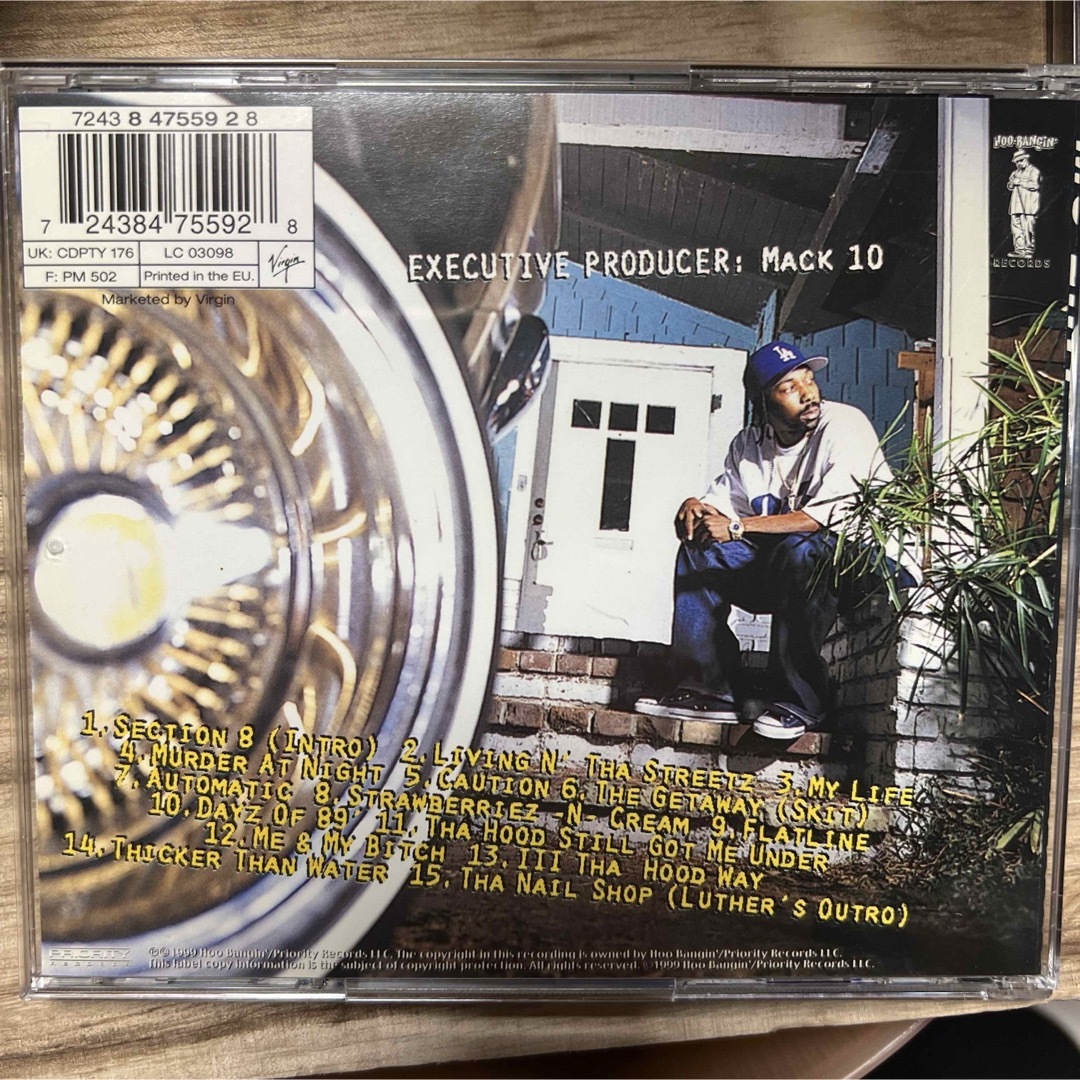 7243 8 47559 2 8
7 24384 75592 8
UK: CDPTY 176
LC 03098
Virgin
F: PM 502
Printed in the EU.
Marketed by Virgin
EXECUTIVE PRODUCER: MACK 10
HOO-BANGIN'
RECORDS
LA
1. SECTION 8 (INTRO) 2. LIVING N' THA STREETZ 3. MY LIFE
4. MURDER AT NIGHT 5. CAUTION 6. THE GETAWAY (SKIT)
7. AUTOMATIC 8. STRAWBERRIEZ -N- CREAM 9. FLATLINE
10. DAYZ OF 89' 11. THA HOOD STILL GOT ME UNDER
12. ME & MY BITCH 13. III THA HOOD WAY
14. THICKER THAN WATER 15. THA NAIL SHOP (LUTHER'S OUTRO)
PRIORITY
RECORDS
℗© 1999 Hoo Bangin'/Priority Records LLC. The copyright in this recording is owned by Hoo Bangin'/Priority Records LLC.
This label copy information is the subject of copyright protection. All rights reserved. © 1999 Hoo Bangin'/Priority Records LLC.